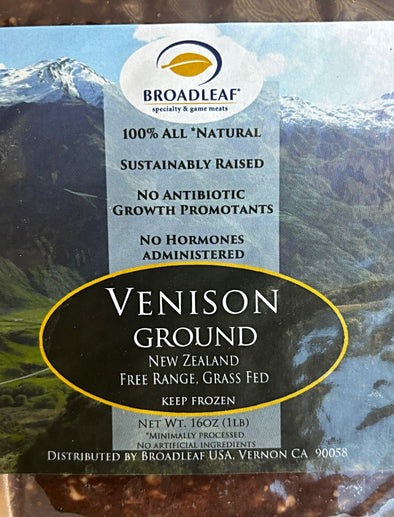 BROADLEAF®
specialty & game meats
100% All *Natural
Sustainably Raised
No Antibiotic
Growth Promotants
No Hormones
administered
Venison
ground
New Zealand
Free Range, Grass Fed
keep frozen
Net Wt. 16oz (1lb)
*Minimally processed
No artificial ingredients
Distributed by Broadleaf USA, Vernon CA 90058